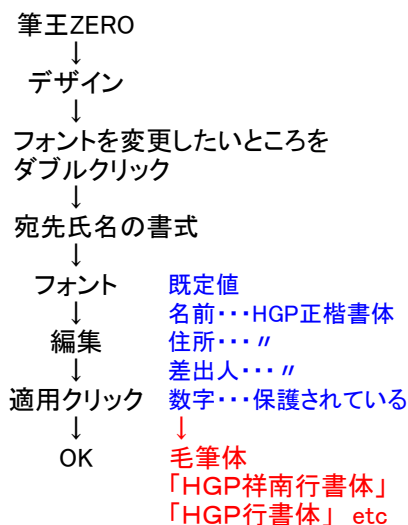 筆王ZERO
↓
デザイン
↓
フォントを変更したいところを
ダブルクリック
↓
宛先氏名の書式
↓
フォント 既定値
↓ 名前・・・HGP正楷書体
編集 住所・・・〃
↓ 差出人・・・〃
適用クリック 数字・・・保護されている
↓ ↓
OK 毛筆体
「HGP祥南行書体」
「HGP行書体」 etc